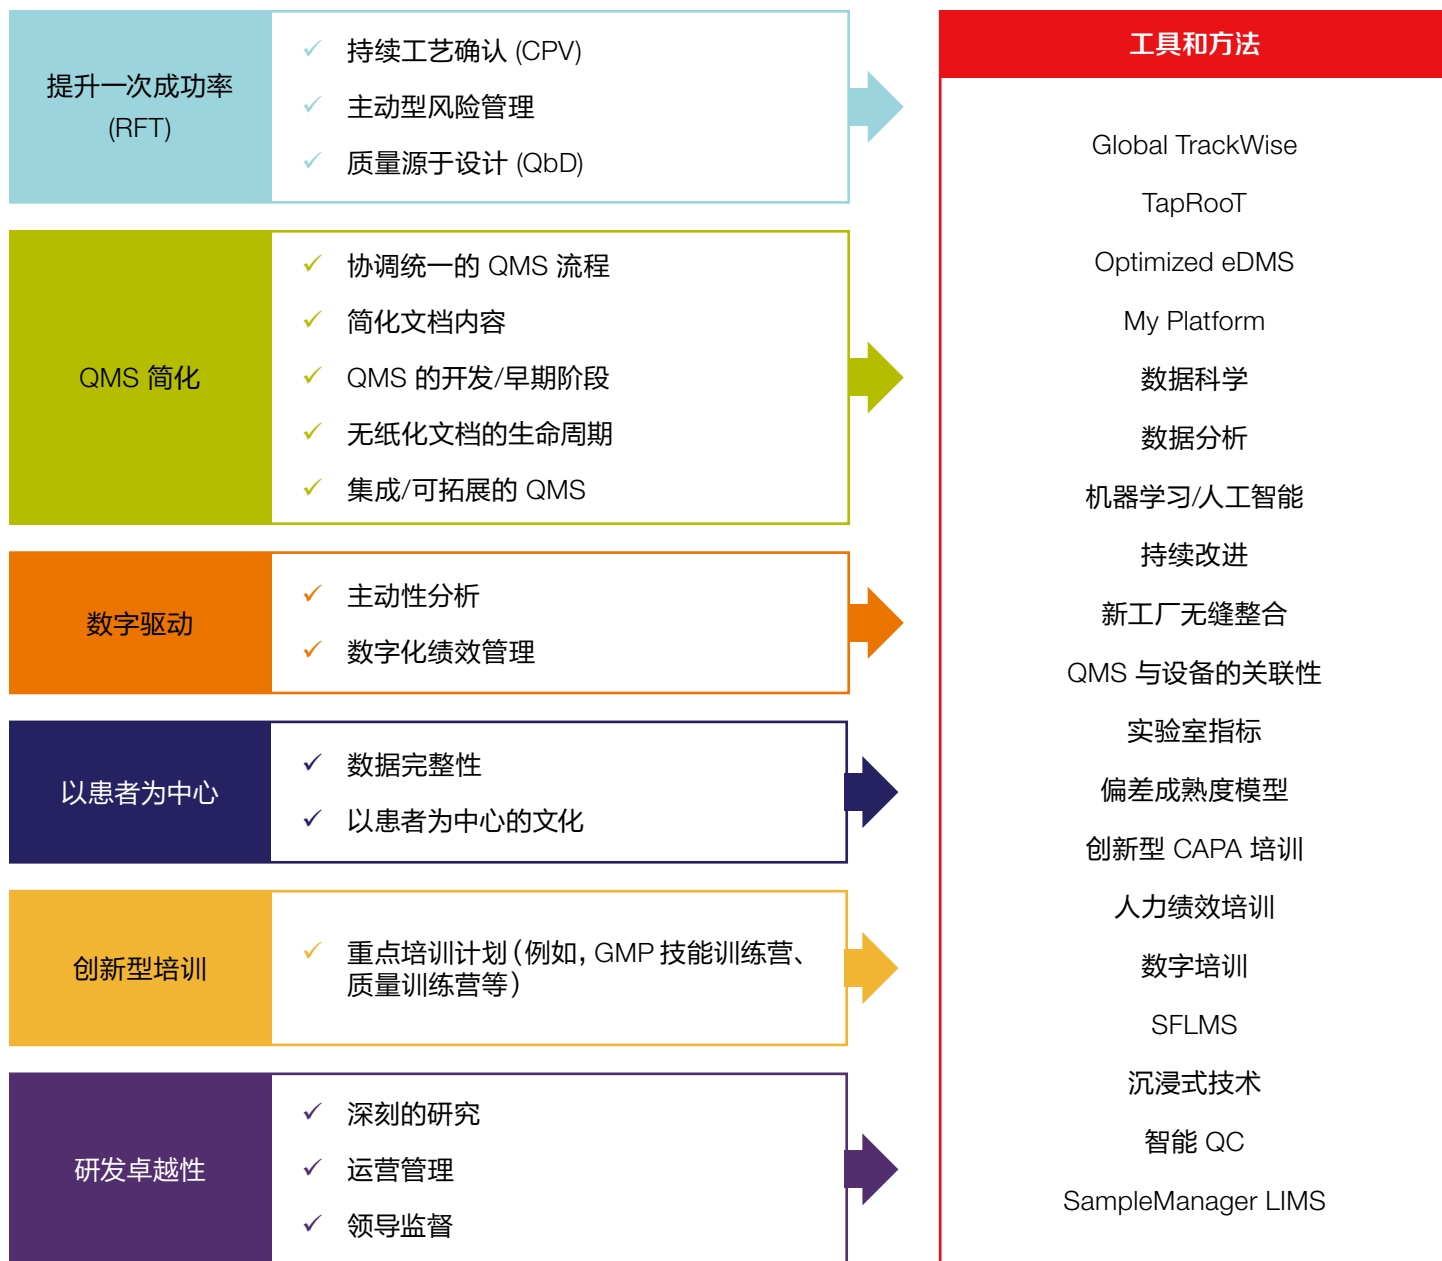 提升一次成功率
(RFT)
持续工艺确认 (CPV)
主动型风险管理
质量源于设计 (QbD)
QMS 简化
协调统一的 QMS 流程
简化文档内容
QMS 的开发/早期阶段
无纸化文档的生命周期
集成/可拓展的 QMS
数字驱动
主动性分析
数字化绩效管理
以患者为中心
数据完整性
以患者为中心的文化
创新型培训
重点培训计划（例如，GMP 技能训练营、
质量训练营等）
研发卓越性
深刻的研究
运营管理
领导监督
工具和方法
Global TrackWise
TapRooT
Optimized eDMS
My Platform
数据科学
数据分析
机器学习/人工智能
持续改进
新工厂无缝整合
QMS 与设备的关联性
实验室指标
偏差成熟度模型
创新型 CAPA 培训
人力绩效培训
数字培训
SFLMS
沉浸式技术
智能 QC
SampleManager LIMS